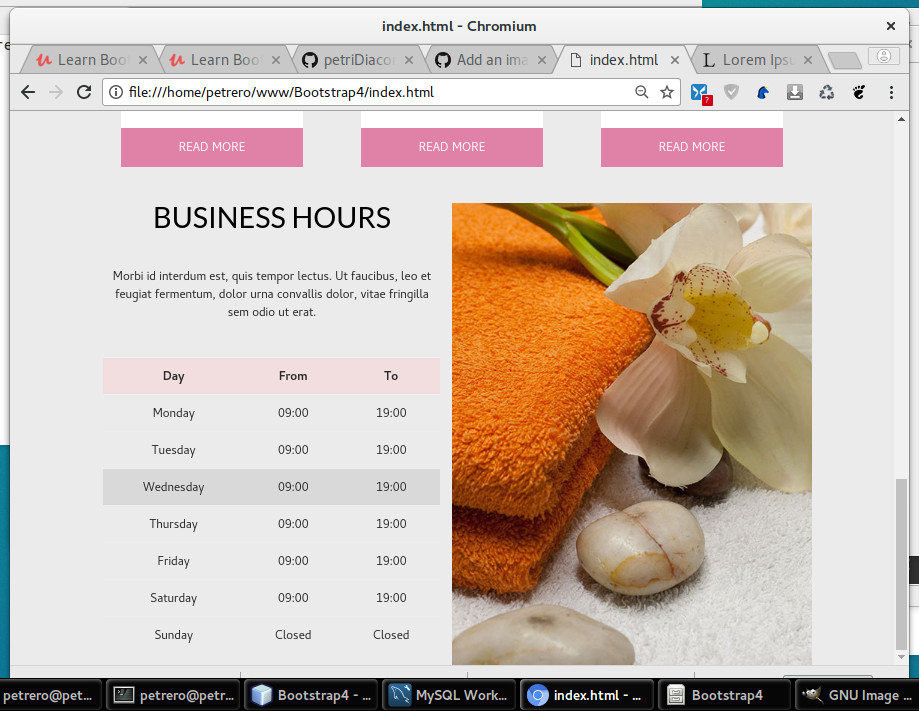 index.html - Chromium
Learn Boo
Learn Boo
petriDiaco
Add an ima
index.html
Lorem Ips
file:///home/petrero/www/Bootstrap4/index.html
READ MORE READ MORE READ MORE
BUSINESS HOURS
Morbi id interdum est, quis tempor lectus. Ut faucibus, leo et
feugiat fermentum, dolor urna convallis dolor, vitae fringilla
sem odio ut erat.
Day From To
Monday 09:00 19:00
Tuesday 09:00 19:00
Wednesday 09:00 19:00
Thursday 09:00 19:00
Friday 09:00 19:00
Saturday 09:00 19:00
Sunday Closed Closed
petrero@pet... petrero@petr... Bootstrap4 - ... MySQL Work... index.html - ... Bootstrap4 GNU Image ...